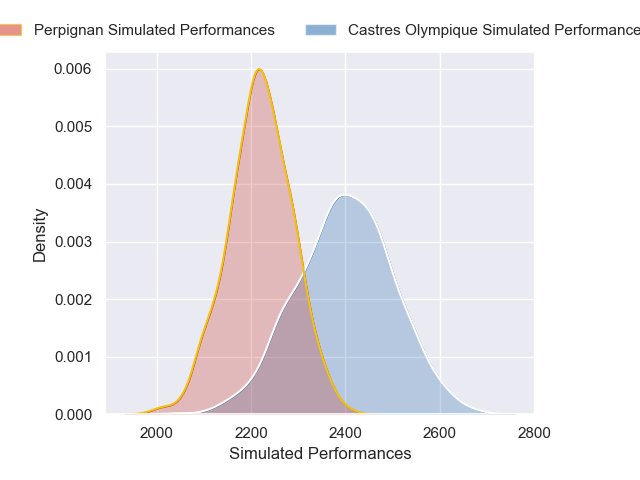 Perpignan Simulated Performances
Castres Olympique Simulated Performance
0.006
0.005
0.004
0.003
0.002
0.001
0.000
Density
2000 2200 2400 2600 2800
Simulated Performances